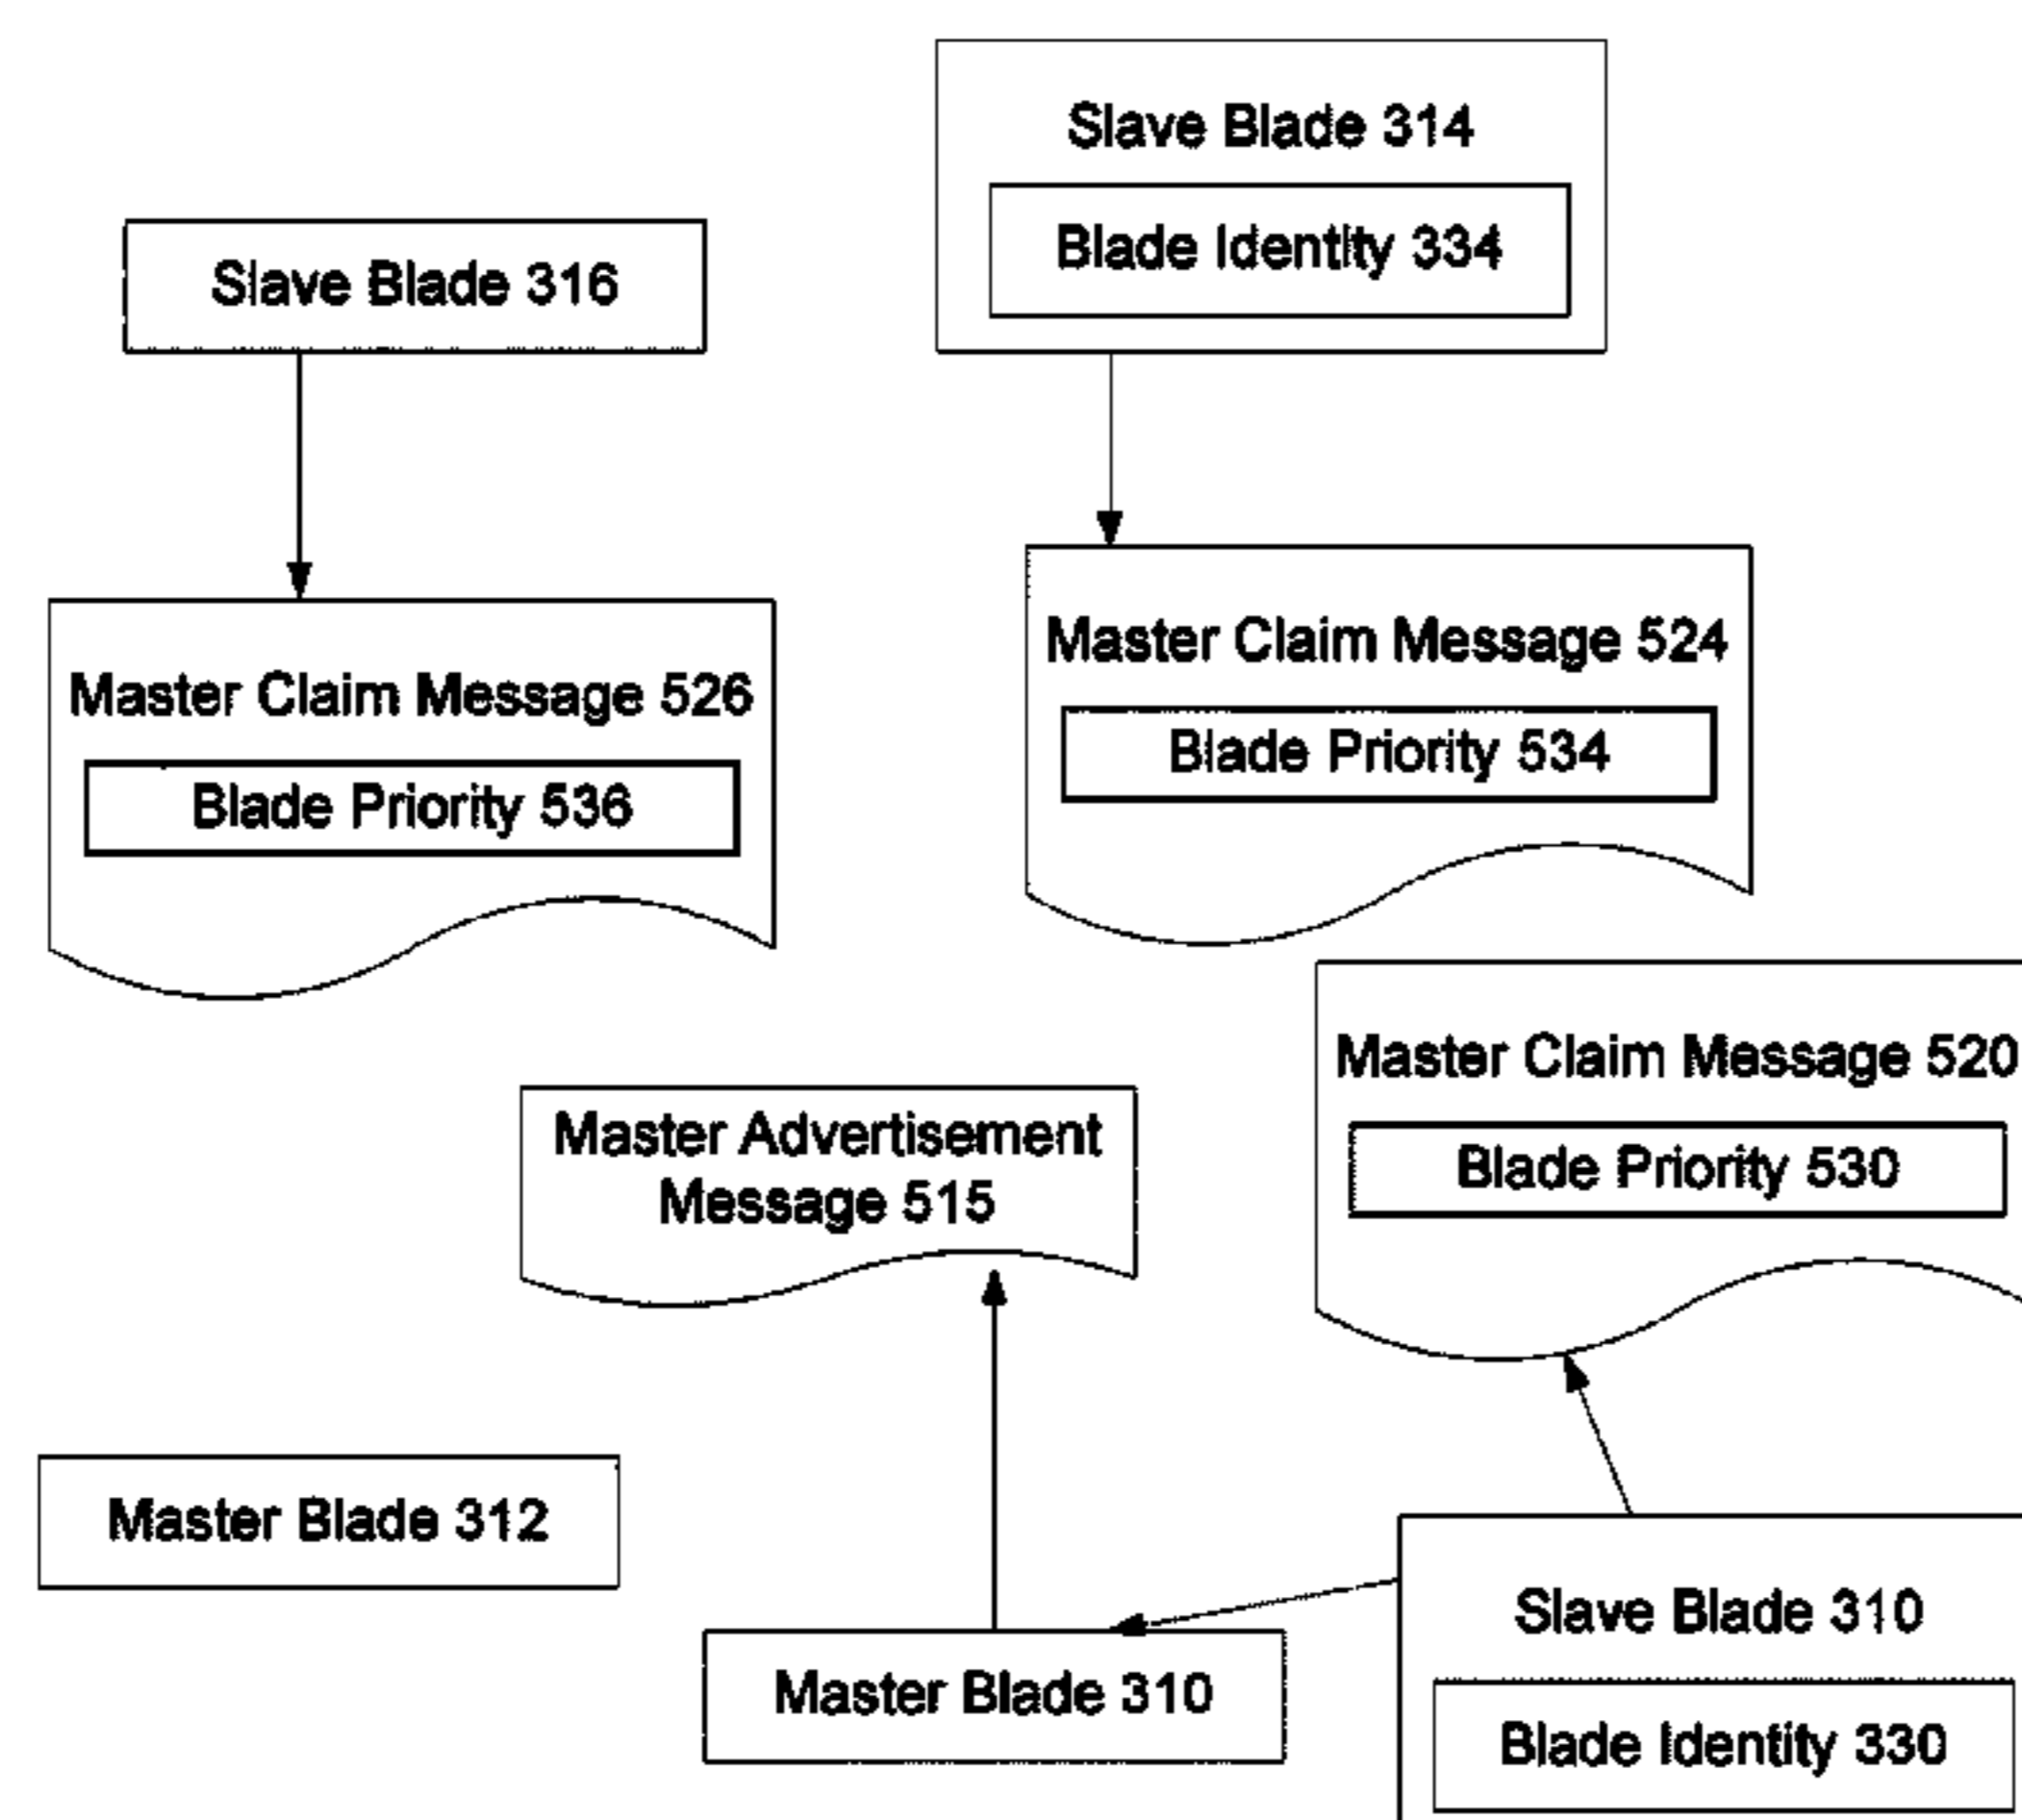 Slave Blade 314
Blade Identity 334
Slave Blade 316
Master Claim Message 524
Blade Priority 534
Master Claim Message 526
Blade Priority 536
Master Claim Message 520
Blade Priority 530
Master Advertisement
Message 515
Master Blade 312
Slave Blade 310
Blade Identity 330
Master Blade 310